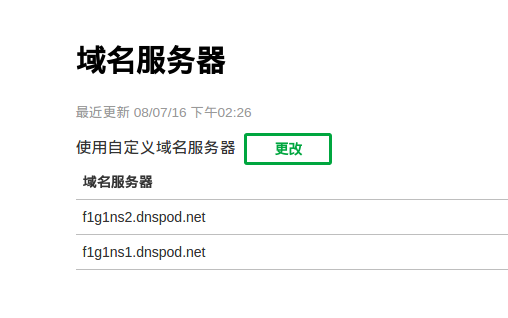 域名服务器
最近更新 08/07/16 下午02:26
使用自定义域名服务器 更改
域名服务器
f1g1ns2.dnspod.net
f1g1ns1.dnspod.net